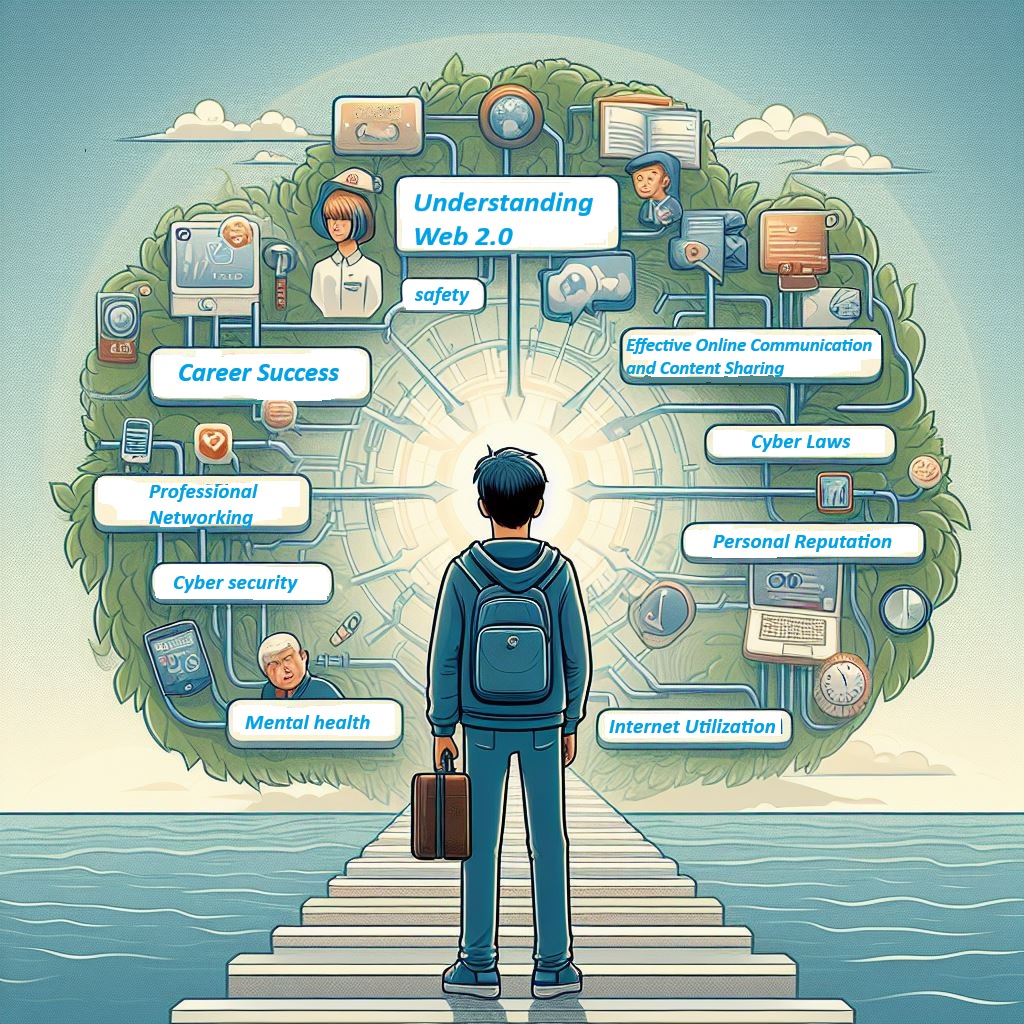 Understanding
Web 2.0
safety
Career Success
Effective Online Communication
and Content Sharing
Cyber Laws
Professional
Networking
Personal Reputation
Cyber security
Mental health
Internet Utilization